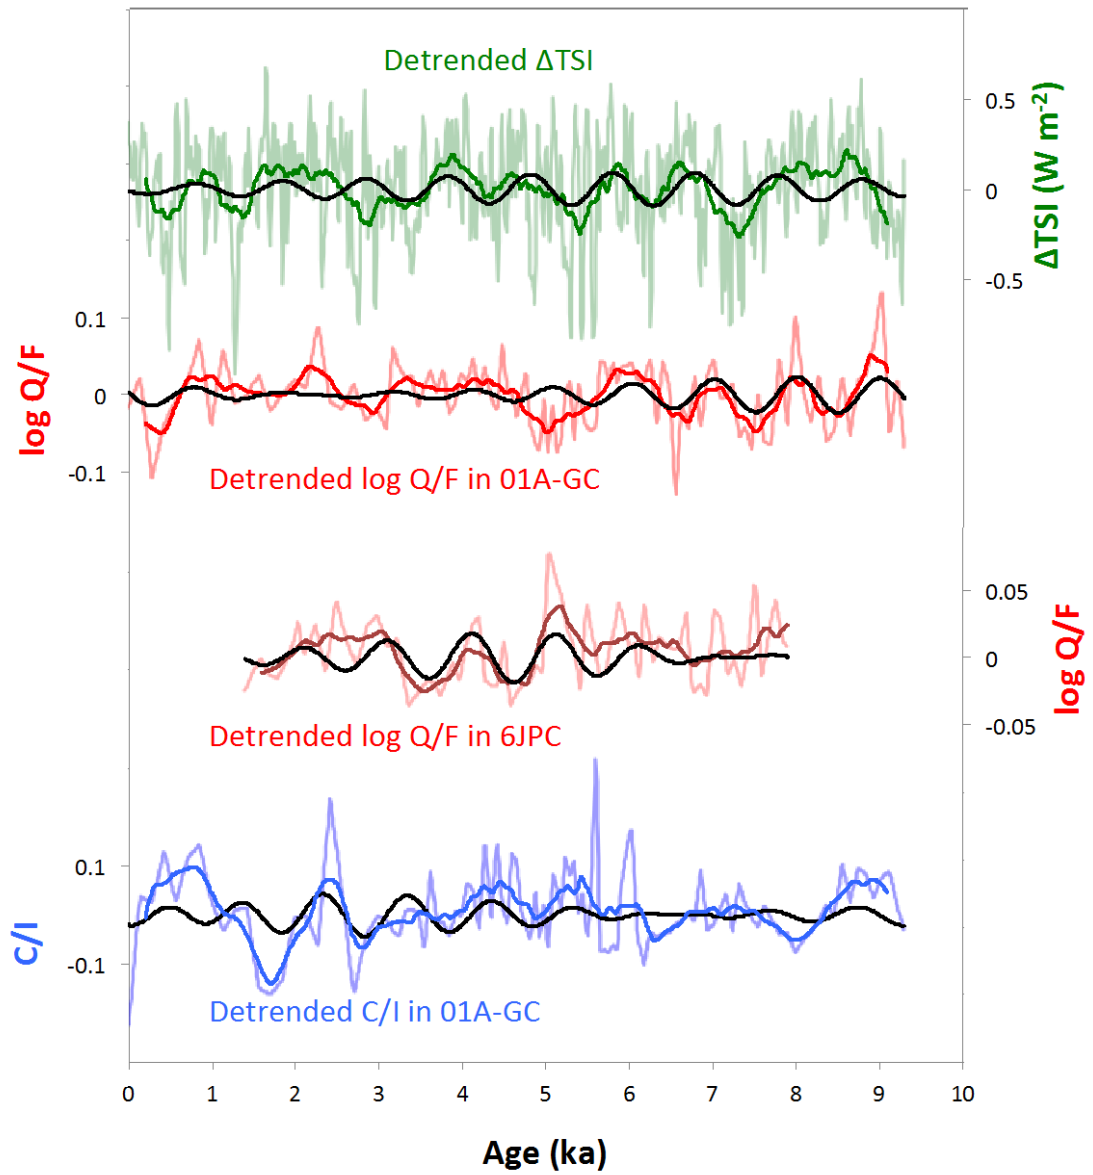 Detrended ΔTSI
0.5
0
-0.5
ΔTSI (W m-2)
0.1
0
-0.1
log Q/F
Detrended log Q/F in 01A-GC
0.05
0
-0.05
log Q/F
Detrended log Q/F in 6JPC
0.1
-0.1
C/I
Detrended C/I in 01A-GC
0 1 2 3 4 5 6 7 8 9 10
Age (ka)